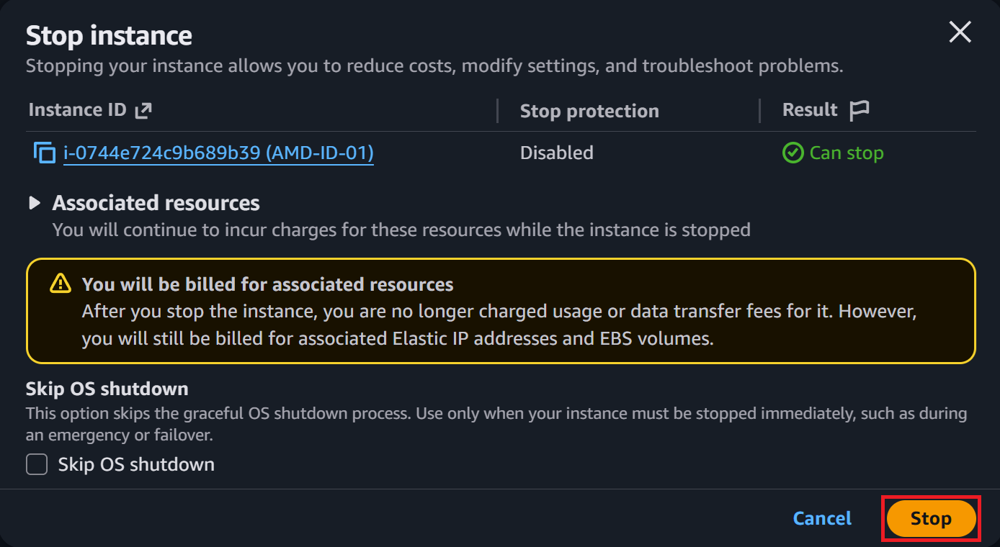 Stop instance
Stopping your instance allows you to reduce costs, modify settings, and troubleshoot problems.
Instance ID
Stop protection
Result
i-0744e724c9b689b39 (AMD-ID-01)
Disabled
Can stop
Associated resources
You will continue to incur charges for these resources while the instance is stopped
You will be billed for associated resources
After you stop the instance, you are no longer charged usage or data transfer fees for it. However,
you will still be billed for associated Elastic IP addresses and EBS volumes.
Skip OS shutdown
This option skips the graceful OS shutdown process. Use only when your instance must be stopped immediately, such as during
an emergency or failover.
Skip OS shutdown
Cancel
Stop